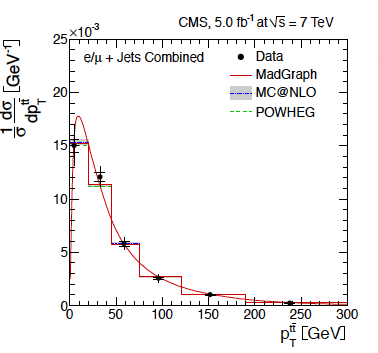 CMS, 5.0 fb⁻¹ at √s = 7 TeV
25 ×10⁻³
e/μ + Jets Combined
Data
MadGraph
MC@NLO
POWHEG
1/σ dσ/dp_T^{tt̄} [GeV⁻¹]
20
15
10
5
0
0 50 100 150 200 250 300
p_T^{tt̄} [GeV]